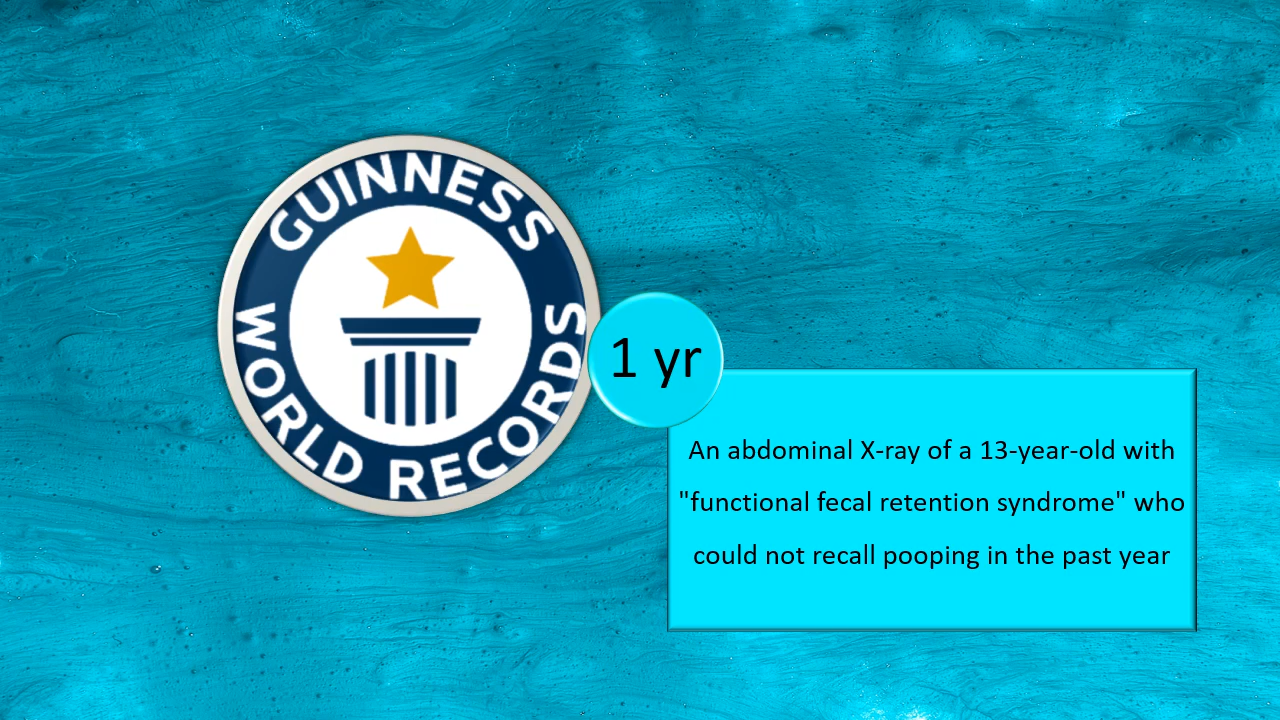 GUINNESS
WORLD RECORDS
1 yr
An abdominal X-ray of a 13-year-old with
"functional fecal retention syndrome" who
could not recall pooping in the past year